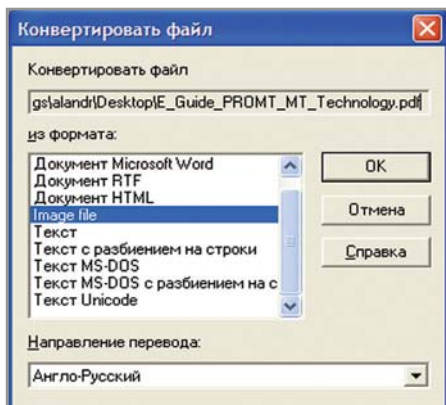 Конвертировать файл
Конвертировать файл
gs\alandr\Desktop\E_Guide_PROMT_MT_Technology.pdf
из формата:
Документ Microsoft Word
Документ RTF
Документ HTML
Image file
Текст
Текст с разбиением на строки
Текст MS-DOS
Текст MS-DOS с разбиением на с
Текст Unicode
OK
Отмена
Справка
Направление перевода:
Англо-Русский